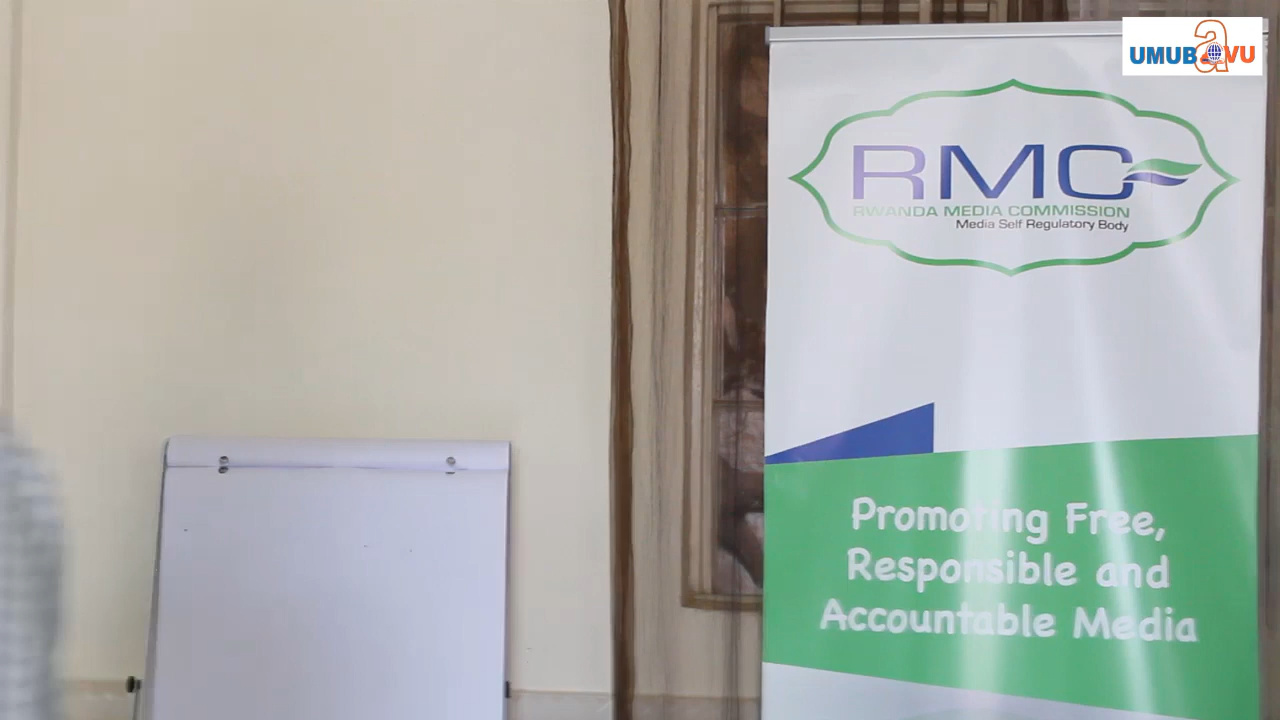 UMUBaVU
RMC
RWANDA MEDIA COMMISSION
Media Self Regulatory Body
Promoting Free,
Responsible and
Accountable Media